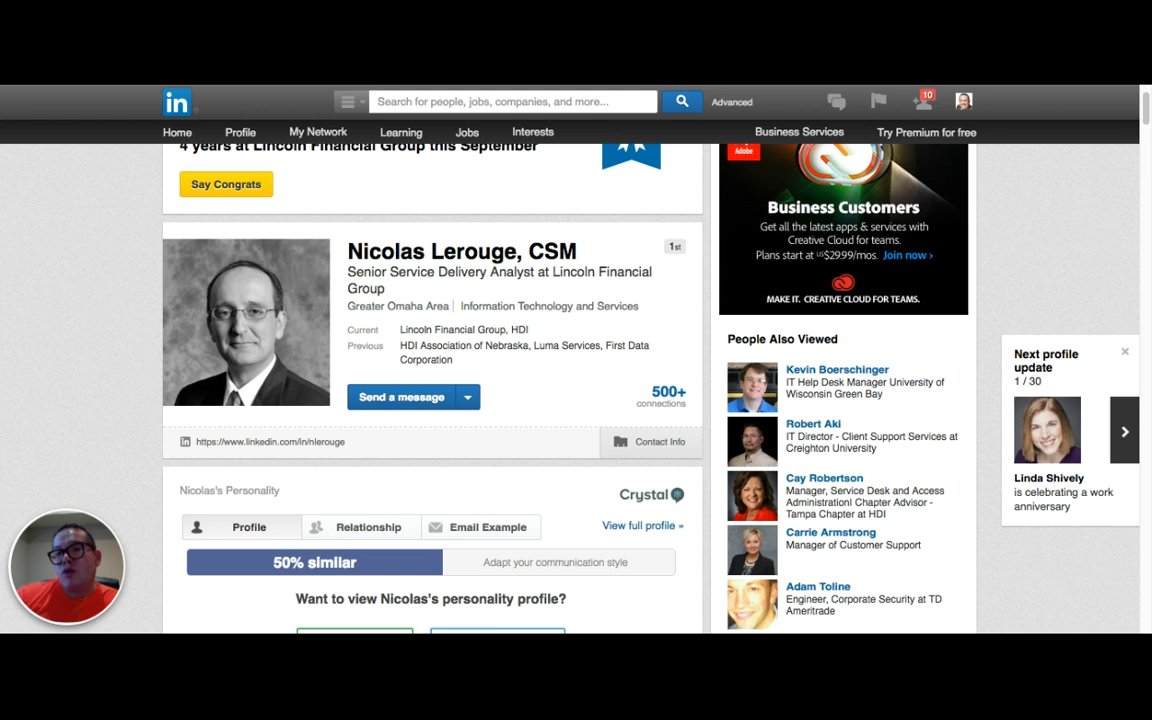 in
Search for people, jobs, companies, and more...
Advanced
10
Home
Profile
My Network
Learning
Jobs
Interests
Business Services
Try Premium for free
4 years at Lincoln Financial Group this September
Say Congrats
Nicolas Lerouge, CSM
1st
Senior Service Delivery Analyst at Lincoln Financial
Group
Greater Omaha Area | Information Technology and Services
Current Lincoln Financial Group, HDI
Previous HDI Association of Nebraska, Luma Services, First Data
Corporation
Send a message
500+
connections
https://www.linkedin.com/in/nlerouge
Contact Info
Nicolas's Personality
Crystal
Profile
Relationship
Email Example
View full profile »
50% similar
Adapt your communication style
Want to view Nicolas's personality profile?
Adobe
Business Customers
Get all the latest apps & services with
Creative Cloud for teams.
Plans start at US$29.99/mo. Join now ›
MAKE IT. CREATIVE CLOUD FOR TEAMS.
People Also Viewed
Kevin Boerschinger
IT Help Desk Manager University of
Wisconsin Green Bay
Robert Aki
IT Director - Client Support Services at
Creighton University
Cay Robertson
Manager, Service Desk and Access
Administration| Chapter Advisor -
Tampa Chapter at HDI
Carrie Armstrong
Manager of Customer Support
Adam Toline
Engineer, Corporate Security at TD
Ameritrade
Next profile
update
1 / 30
Linda Shively
is celebrating a work
anniversary